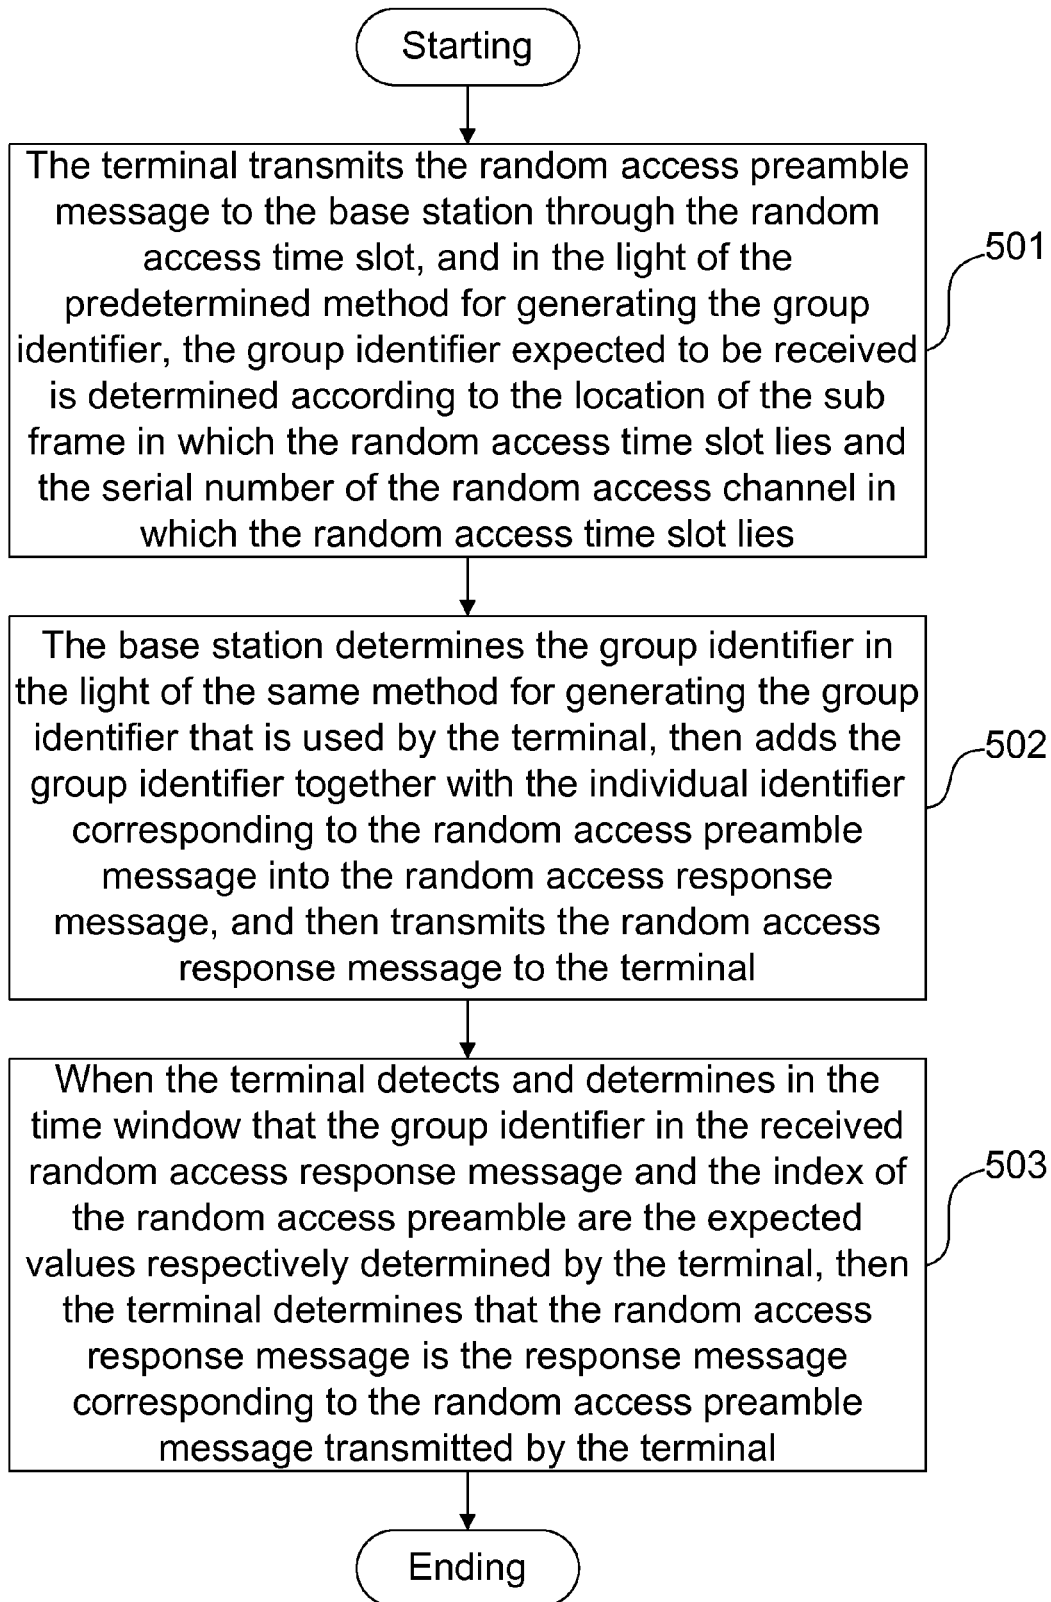 Starting
The terminal transmits the random access preamble
message to the base station through the random
access time slot, and in the light of the
predetermined method for generating the group
identifier, the group identifier expected to be received
is determined according to the location of the sub
frame in which the random access time slot lies and
the serial number of the random access channel in
which the random access time slot lies
501
The base station determines the group identifier in
the light of the same method for generating the group
identifier that is used by the terminal, then adds the
group identifier together with the individual identifier
corresponding to the random access preamble
message into the random access response
message, and then transmits the random access
response message to the terminal
502
When the terminal detects and determines in the
time window that the group identifier in the received
random access response message and the index of
the random access preamble are the expected
values respectively determined by the terminal, then
the terminal determines that the random access
response message is the response message
corresponding to the random access preamble
message transmitted by the terminal
503
Ending